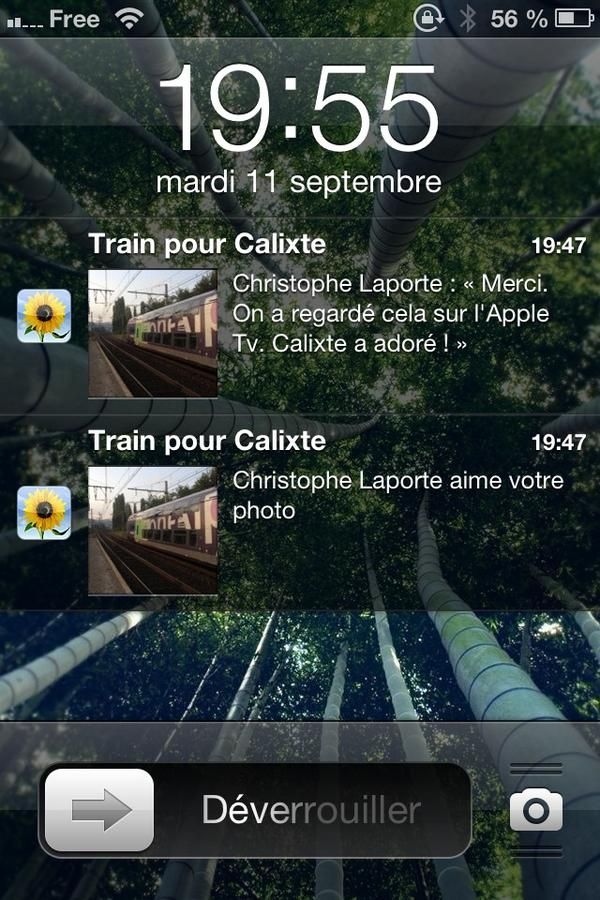 Free 56 %
19:55
mardi 11 septembre
Train pour Calixte 19:47
Christophe Laporte : « Merci.
On a regardé cela sur l'Apple
Tv. Calixte a adoré ! »
Train pour Calixte 19:47
Christophe Laporte aime votre
photo
Déverrouiller